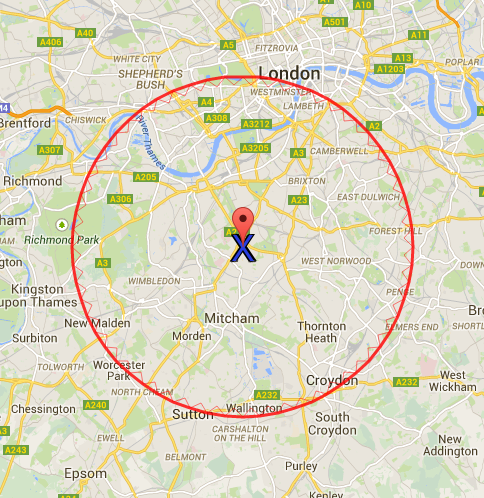 A1
A10
A501
A40
A406
A5
FITZROVIA
A11
WHITE CITY
A13
POPLAR
SHEPHERD'S
BUSH
London
A1203
WESTMINSTER
M4
A4
LAMBETH
Brentford
CHISWICK
A308
A3212
A2
River Thames
A307
A3205
A3
CAMBERWELL
Richmond
A205
BRIXTON
A306
A23
EAST DULWICH
ham
Richmond Park
FOREST HILL
X
A3
WEST NORWOOD
WIMBLEDON
Kingston
upon Thames
PENGE
New Malden
Mitcham
Thornton
Heath
ELMERS END
Surbiton
Morden
TOLWORTH
Worcester
Park
Croydon
A232
West
Wickham
Chessington
A240
NORTH CHEAM
A232
Wallington
Sutton
South
Croydon
CARSHALTON
ON THE HILL
EWELL
A243
New
Addington
BELMONT
Epsom
Purley
A24
Kenley